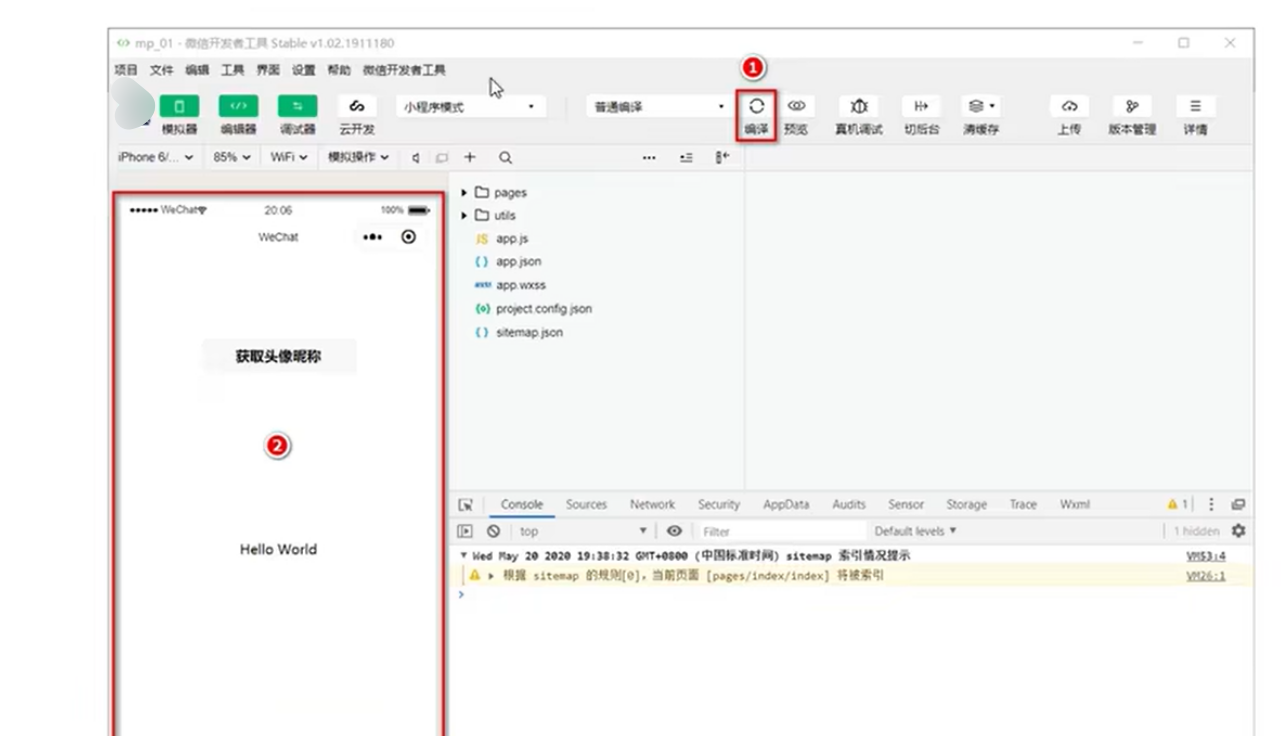 mp_01 - 微信开发者工具 Stable v1.02.1911180
项目 文件 编辑 工具 界面 设置 帮助 微信开发者工具
1
小程序模式 普通编译
模拟器 编辑器 调试器 云开发 编译 预览 真机调试 切后台 清缓存 上传 版本管理 详情
iPhone 6/... 85% WiFi 模拟操作
WeChat 20:06 100%
WeChat
获取头像昵称
2
Hello World
pages
utils
JS app.js
{ } app.json
wxss app.wxss
{o} project.config.json
{ } sitemap.json
Console Sources Network Security AppData Audits Sensor Storage Trace Wxml 1
top Filter Default levels 1 hidden
Wed May 20 2020 19:38:32 GMT+0800 (中国标准时间) sitemap 索引情况提示 VM53:4
根据 sitemap 的规则[0]，当前页面 [pages/index/index] 将被索引 VM26:1